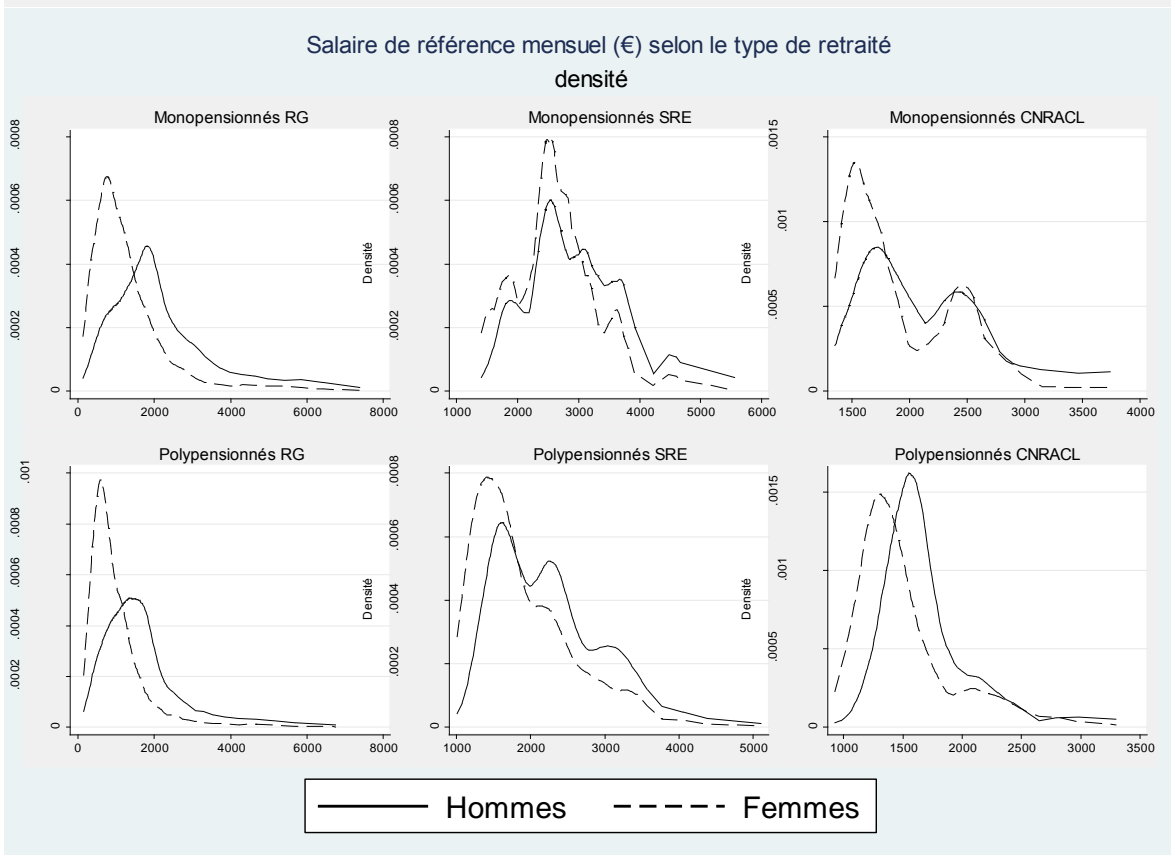 Salaire de référence mensuel (€) selon le type de retraité
densité
Monopensionnés RG
.0008
.0006
.0004
.0002
0
0 2000 4000 6000 8000
Monopensionnés SRE
Densité
.0008
.0006
.0004
.0002
0
1000 2000 3000 4000 5000 6000
Monopensionnés CNRACL
Densité
.0015
.001
.0005
0
1500 2000 2500 3000 3500 4000
Polypensionnés RG
.001
.0008
.0006
.0004
.0002
0
0 2000 4000 6000 8000
Polypensionnés SRE
Densité
.0008
.0006
.0004
.0002
0
1000 2000 3000 4000 5000
Polypensionnés CNRACL
Densité
.0015
.001
.0005
0
1000 1500 2000 2500 3000 3500
Hommes Femmes